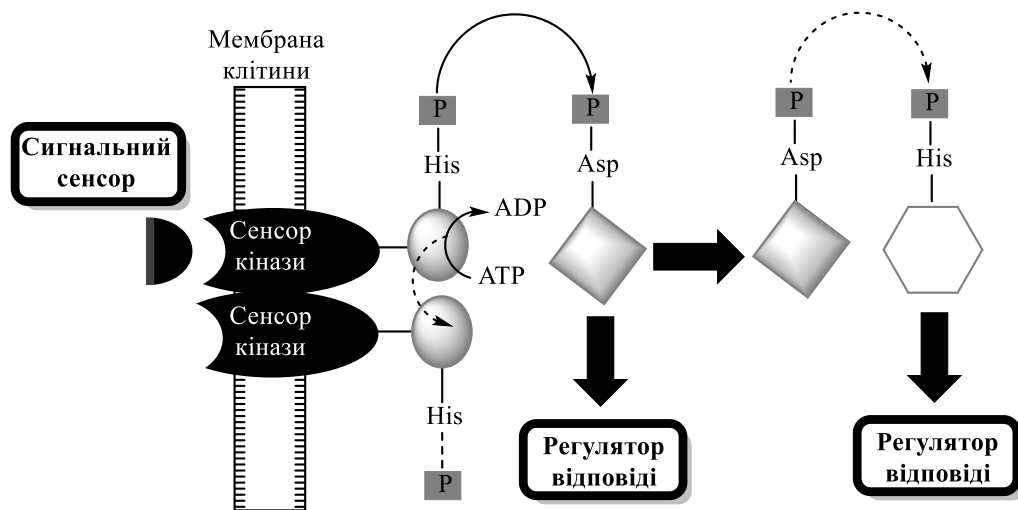 Мембрана
клітини
Сигнальний
сенсор
P
P
P
P
His
Asp
Asp
His
Сенсор
кінази
ADP
ATP
Сенсор
кінази
His
P
Регулятор
відповіді
Регулятор
відповіді